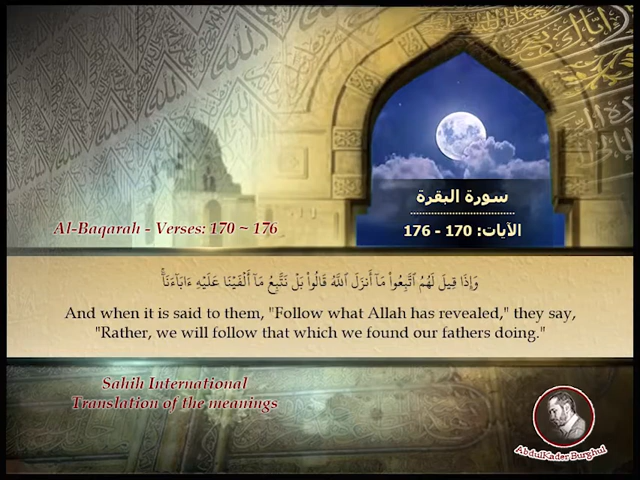 سورة البقرة
Al-Baqarah - Verses: 170 ~ 176
الآيات: 170 - 176
وَإِذَا قِيلَ لَهُمُ ٱتَّبِعُوا۟ مَآ أَنزَلَ ٱللَّهُ قَالُوا۟ بَلْ نَتَّبِعُ مَآ أَلْفَيْنَا عَلَيْهِ ءَابَآءَنَآۗ
And when it is said to them, "Follow what Allah has revealed," they say,
"Rather, we will follow that which we found our fathers doing."
Sahih International
Translation of the meanings
AbdulKader Burghul